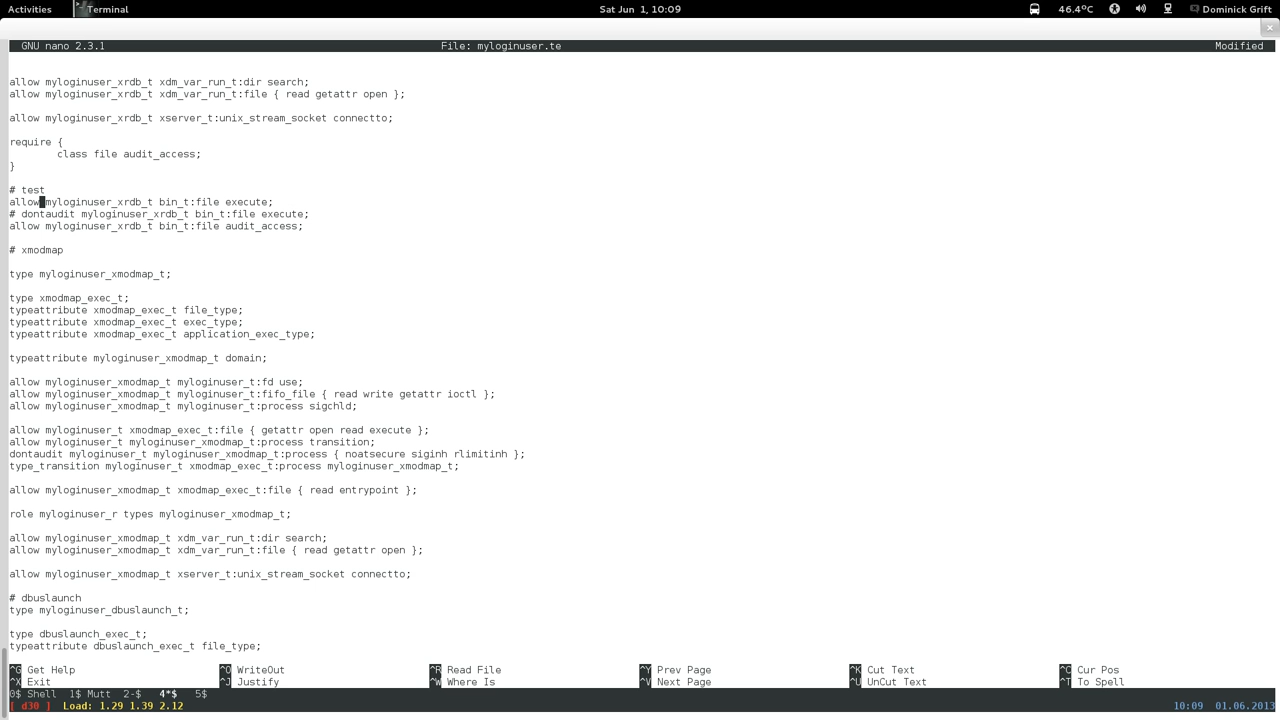 Activities Terminal Sat Jun 1, 10:09 46.4ºC Dominick Grift
GNU nano 2.3.1 File: myloginuser.te Modified
allow myloginuser_xrdb_t xdm_var_run_t:dir search;
allow myloginuser_xrdb_t xdm_var_run_t:file { read getattr open };
allow myloginuser_xrdb_t xserver_t:unix_stream_socket connectto;
require {
class file audit_access;
}
# test
allow myloginuser_xrdb_t bin_t:file execute;
# dontaudit myloginuser_xrdb_t bin_t:file execute;
allow myloginuser_xrdb_t bin_t:file audit_access;
# xmodmap
type myloginuser_xmodmap_t;
type xmodmap_exec_t;
typeattribute xmodmap_exec_t file_type;
typeattribute xmodmap_exec_t exec_type;
typeattribute xmodmap_exec_t application_exec_type;
typeattribute myloginuser_xmodmap_t domain;
allow myloginuser_xmodmap_t myloginuser_t:fd use;
allow myloginuser_xmodmap_t myloginuser_t:fifo_file { read write getattr ioctl };
allow myloginuser_xmodmap_t myloginuser_t:process sigchld;
allow myloginuser_t xmodmap_exec_t:file { getattr open read execute };
allow myloginuser_t myloginuser_xmodmap_t:process transition;
dontaudit myloginuser_t myloginuser_xmodmap_t:process { noatsecure siginh rlimitinh };
type_transition myloginuser_t xmodmap_exec_t:process myloginuser_xmodmap_t;
allow myloginuser_xmodmap_t xmodmap_exec_t:file { read entrypoint };
role myloginuser_r types myloginuser_xmodmap_t;
allow myloginuser_xmodmap_t xdm_var_run_t:dir search;
allow myloginuser_xmodmap_t xdm_var_run_t:file { read getattr open };
allow myloginuser_xmodmap_t xserver_t:unix_stream_socket connectto;
# dbuslaunch
type myloginuser_dbuslaunch_t;
type dbuslaunch_exec_t;
typeattribute dbuslaunch_exec_t file_type;
^G Get Help ^O WriteOut ^R Read File ^Y Prev Page ^K Cut Text ^C Cur Pos
^X Exit ^J Justify ^W Where Is ^V Next Page ^U UnCut Text ^T To Spell
0$ Shell 1$ Mutt 2-$ 4*$ 5$
[ d30 ] Load: 1.29 1.39 2.12 10:09 01.06.2013